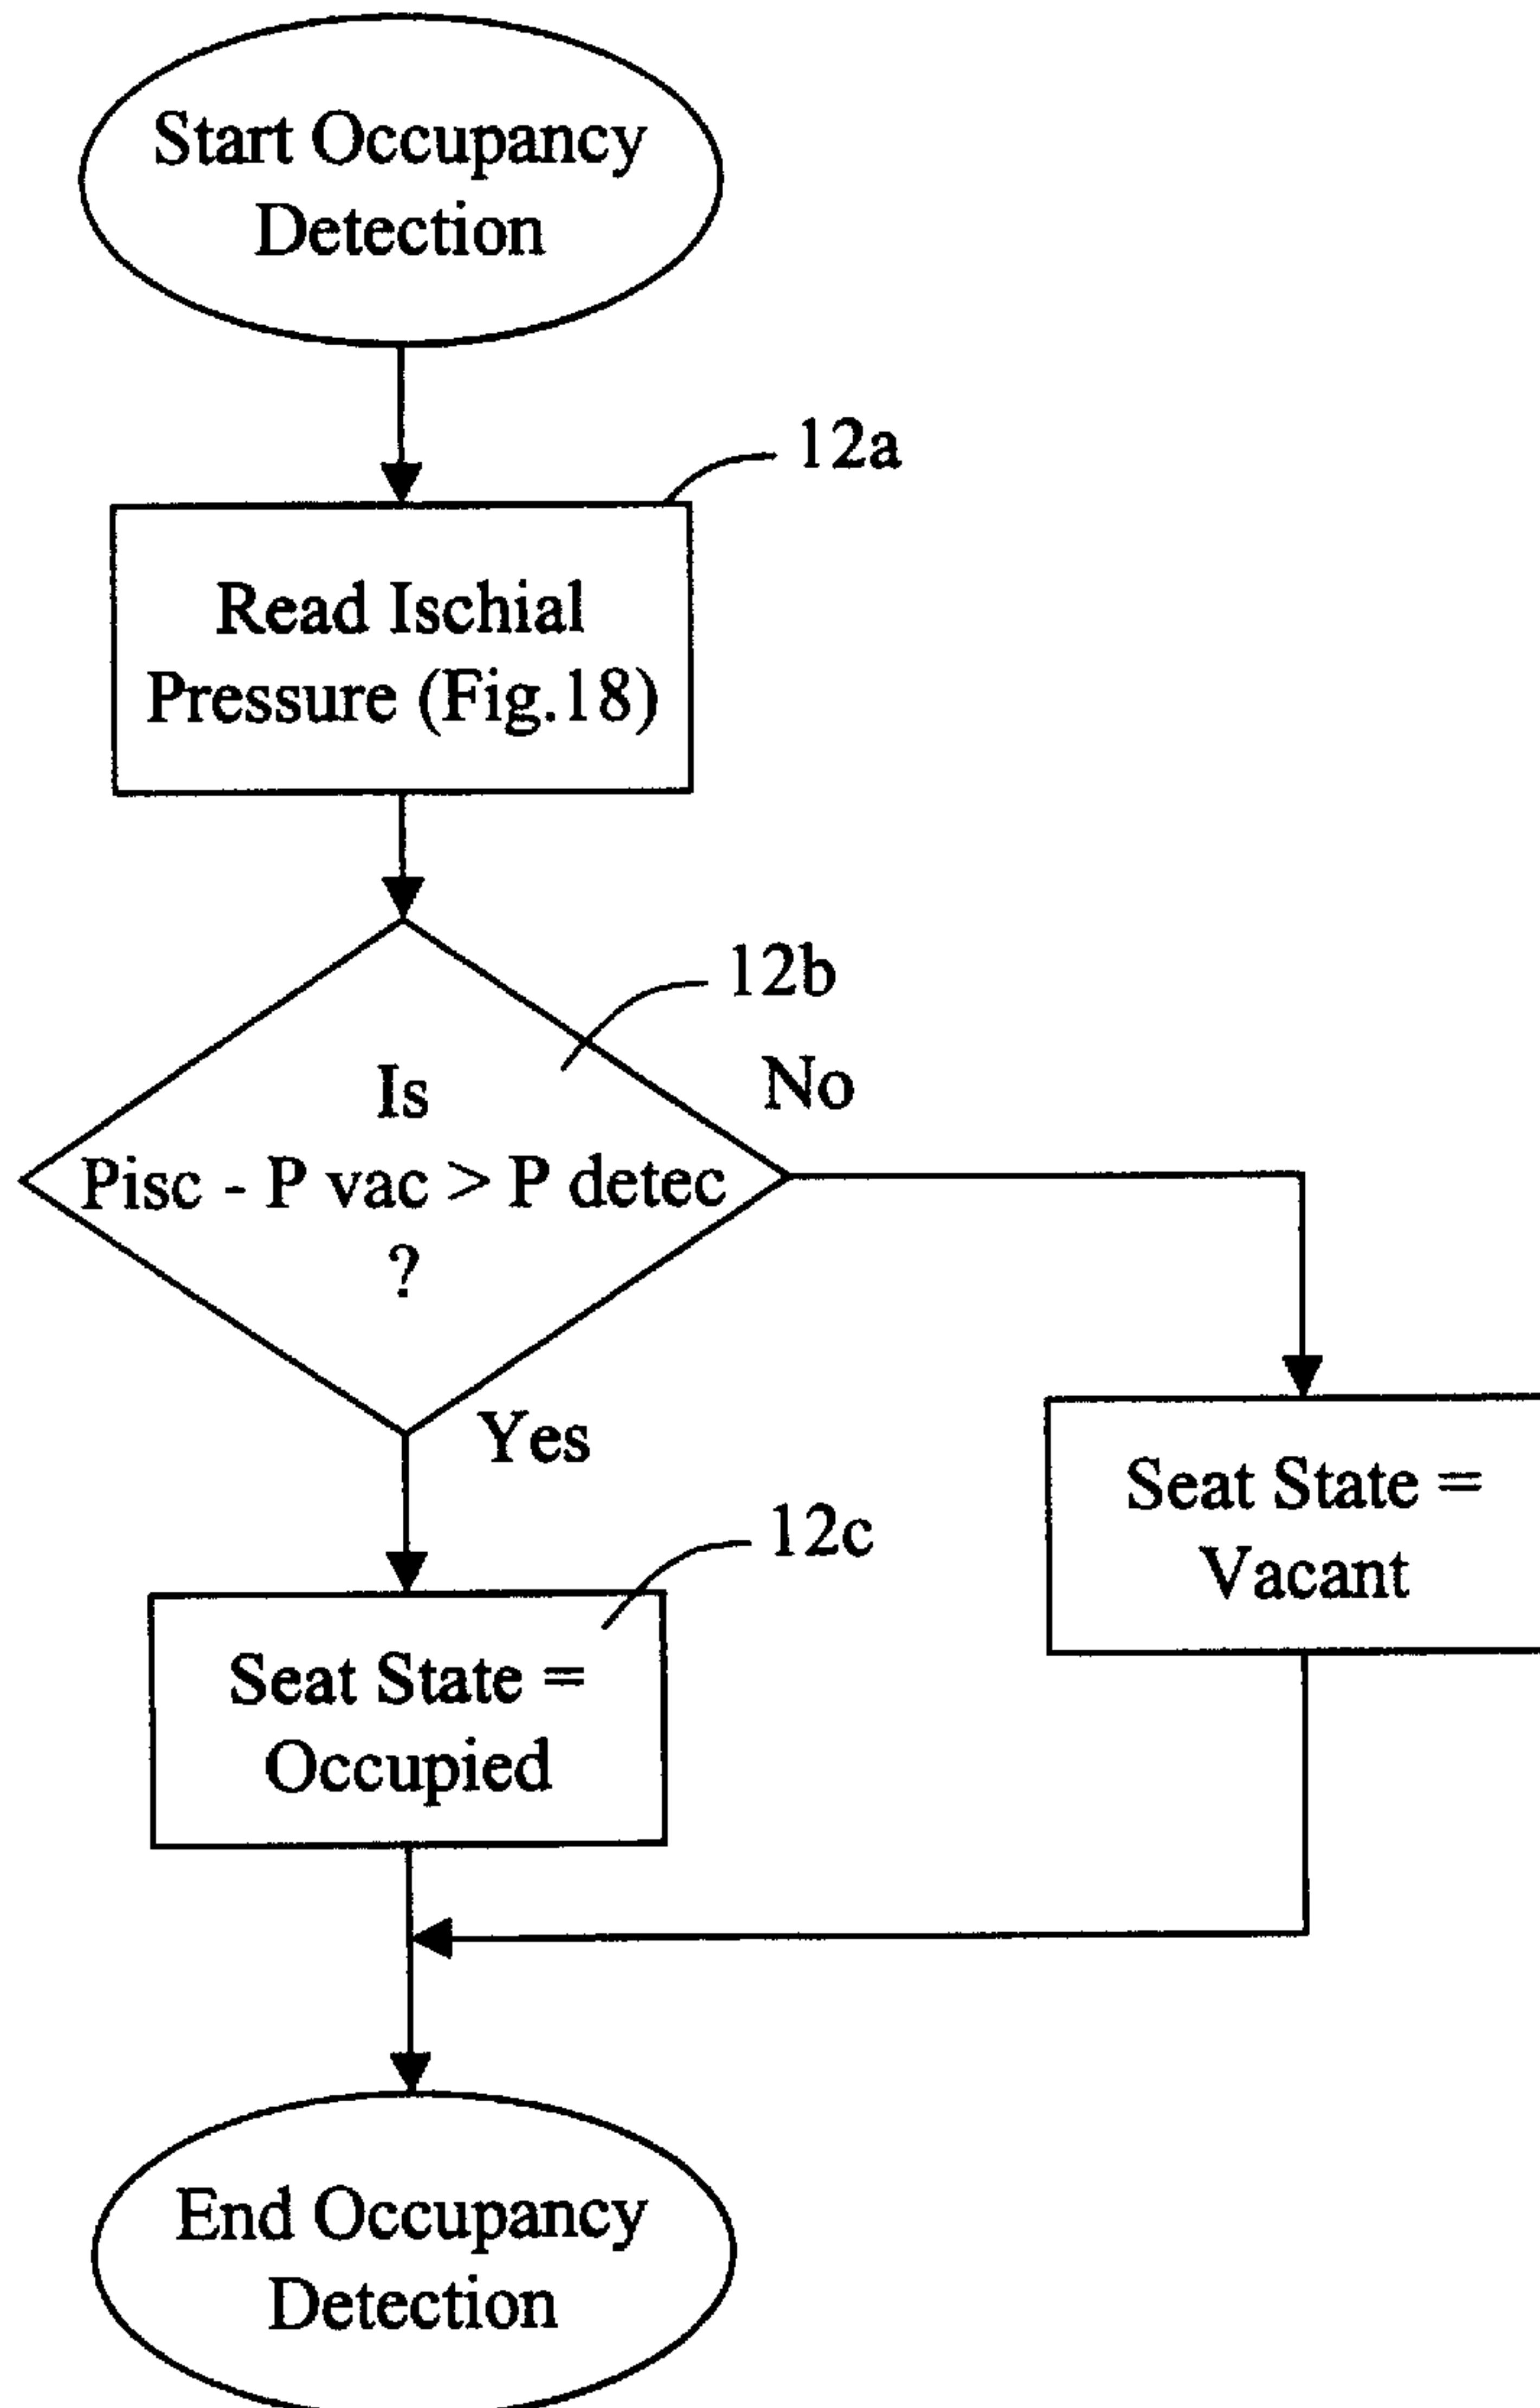 Start Occupancy
Detection
12a
Read Ischial
Pressure (Fig.18)
12b
Is
Pisc - P vac > P detec
?
No
Yes
Seat State =
Vacant
12c
Seat State =
Occupied
End Occupancy
Detection